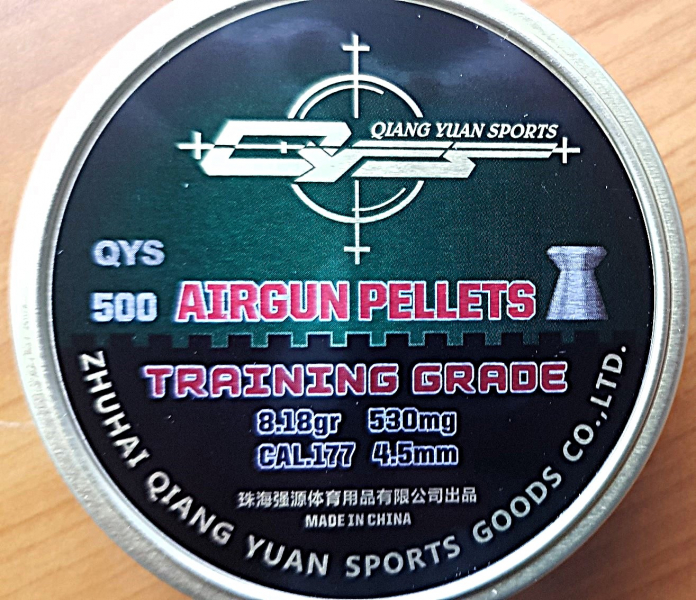 QYS
QIANG YUAN SPORTS
QYS
500 AIRGUN PELLETS
TRAINING GRADE
8.18gr 530mg
CAL.177 4.5mm
珠海强源体育用品有限公司出品
MADE IN CHINA
ZHUHAI QIANG YUAN SPORTS GOODS CO.,LTD.